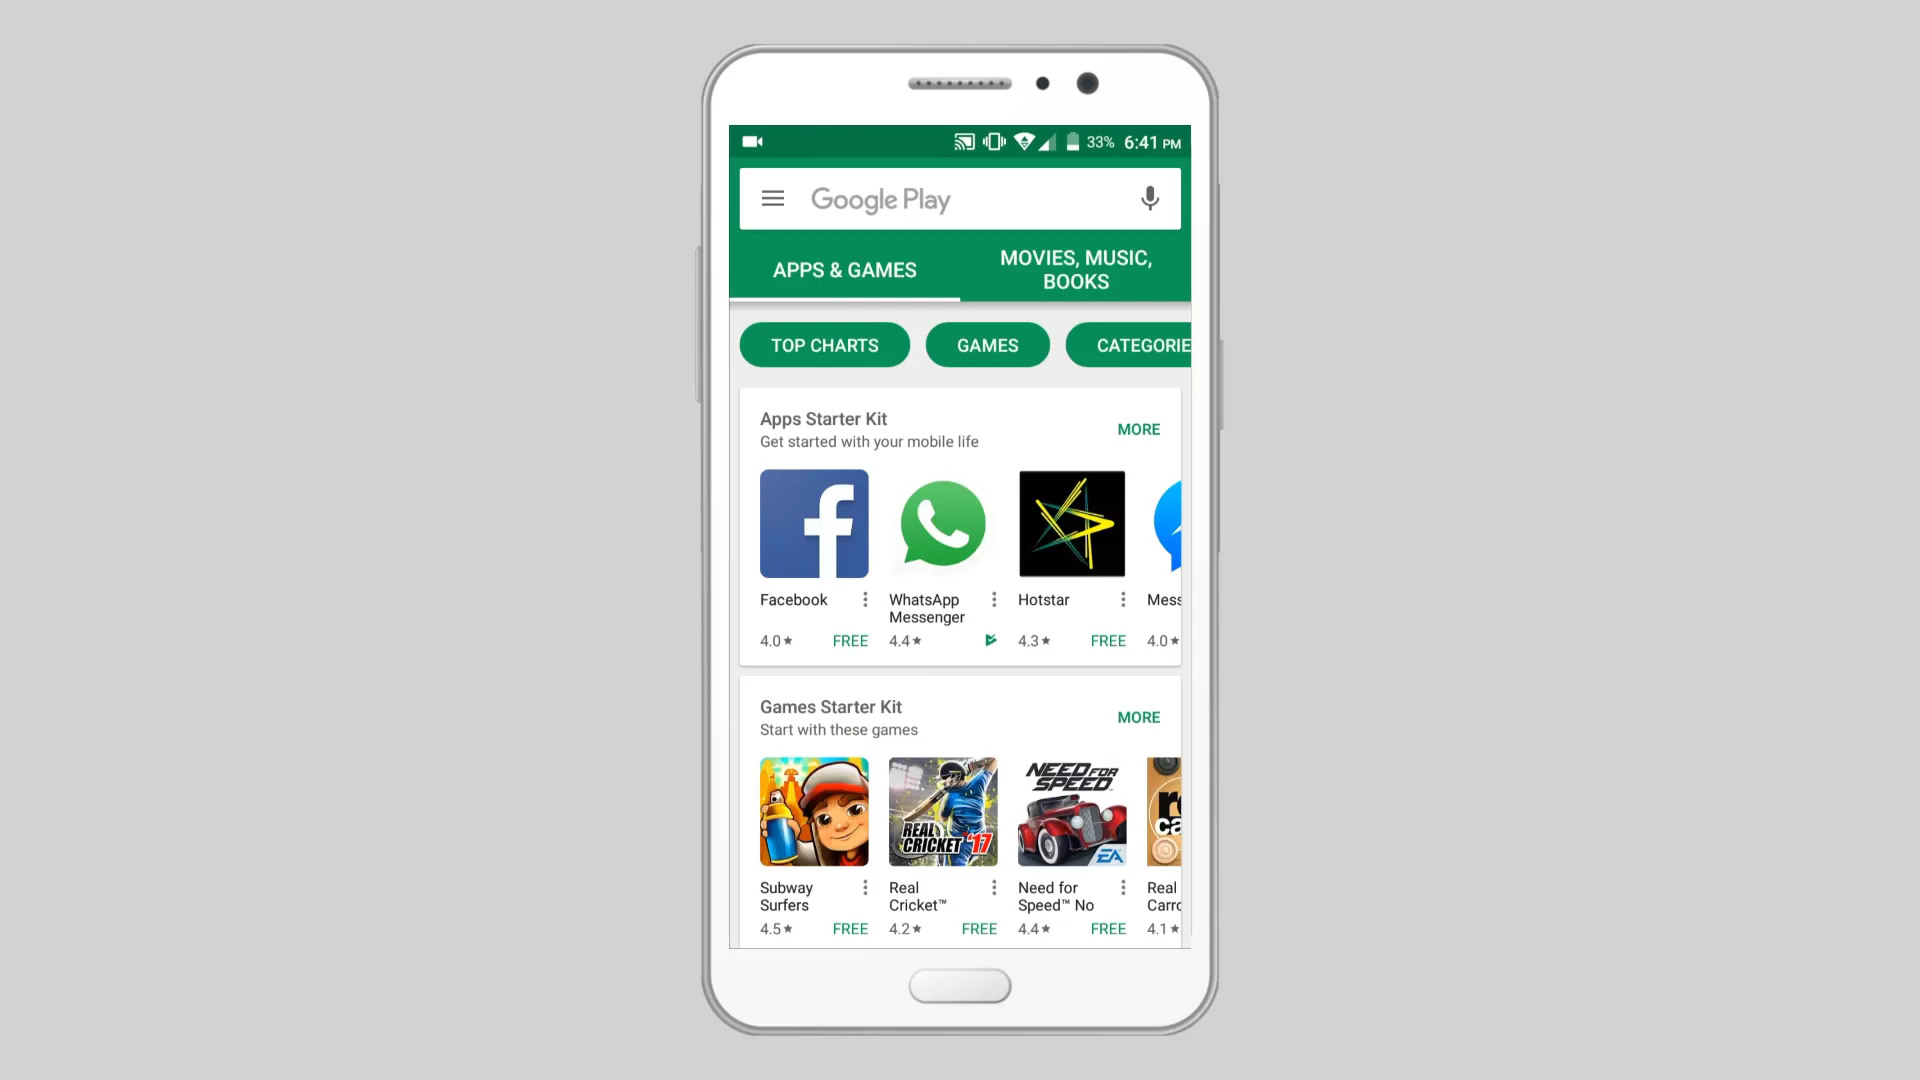 33% 6:41 PM
Google Play
APPS & GAMES
MOVIES, MUSIC,
BOOKS
TOP CHARTS GAMES CATEGORIE
Apps Starter Kit
Get started with your mobile life
MORE
Facebook
WhatsApp
Messenger
Hotstar
Mess
4.0★ FREE 4.4★ 4.3★ FREE 4.0★
Games Starter Kit
Start with these games
MORE
REAL
CRICKET '17
NEED FOR
SPEED™
EA
Subway
Surfers
Real
Cricket™
Need for
Speed™ No
Real
Carro
4.5★ FREE 4.2★ FREE 4.4★ FREE 4.1★